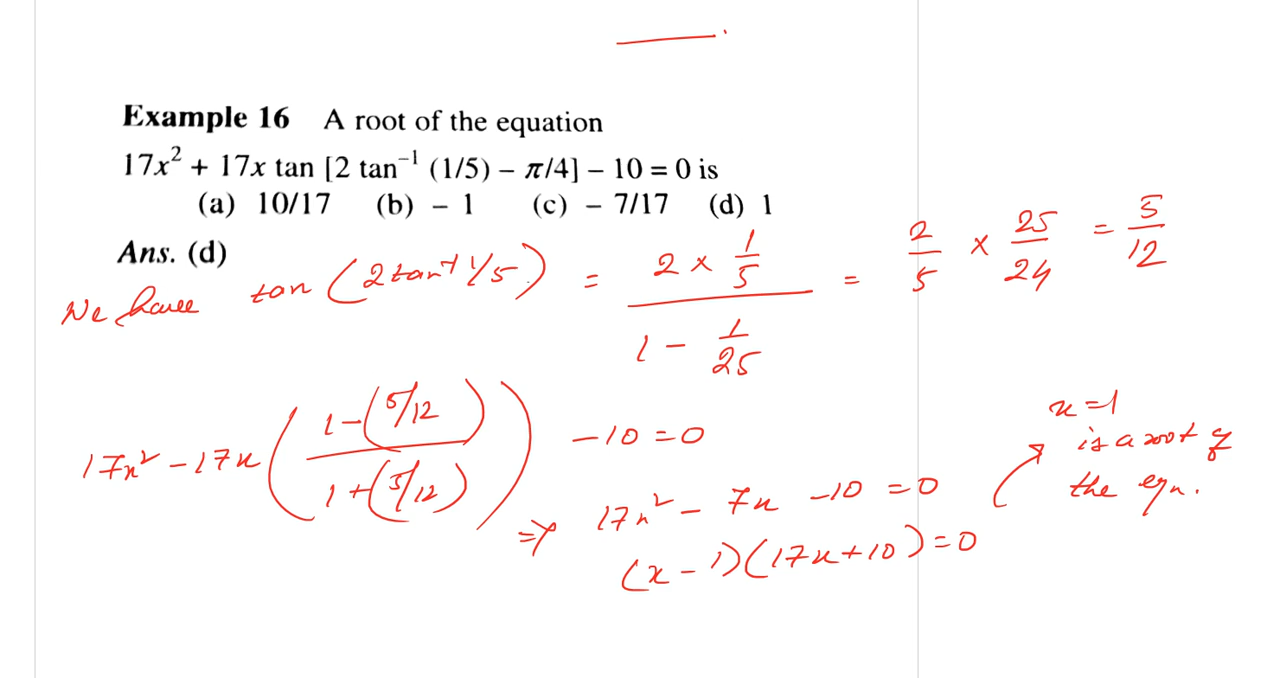 Example 16 A root of the equation
17x² + 17x tan [2 tan⁻¹ (1/5) – π/4] – 10 = 0 is
(a) 10/17 (b) – 1 (c) – 7/17 (d) 1
Ans. (d)
We have tan (2 tan⁻¹ 1/5) = (2 × 1/5) / (1 – 1/25) = 2/5 × 25/24 = 5/12
17x² – 17x ((1 – (5/12)) / (1 + (5/12))) – 10 = 0
⇒ 17x² – 7x – 10 = 0
(x – 1)(17x + 10) = 0
x = 1
is a root of
the eqn.